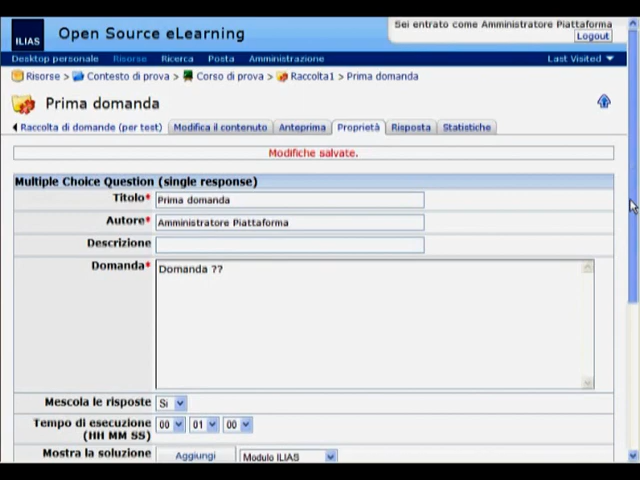 ILIAS
Open Source eLearning
Sei entrato come Amministratore Piattaforma
Logout
Desktop personale Risorse Ricerca Posta Amministrazione Last Visited
Risorse > Contesto di prova > Corso di prova > Raccolta1 > Prima domanda
Prima domanda
Raccolta di domande (per test) Modifica il contenuto Anteprima Proprietà Risposta Statistiche
Modifiche salvate.
Multiple Choice Question (single response)
Titolo* Prima domanda
Autore* Amministratore Piattaforma
Descrizione
Domanda* Domanda ??
Mescola le risposte Si
Tempo di esecuzione 00 01 00
(HH MM SS)
Mostra la soluzione Aggiungi Modulo ILIAS